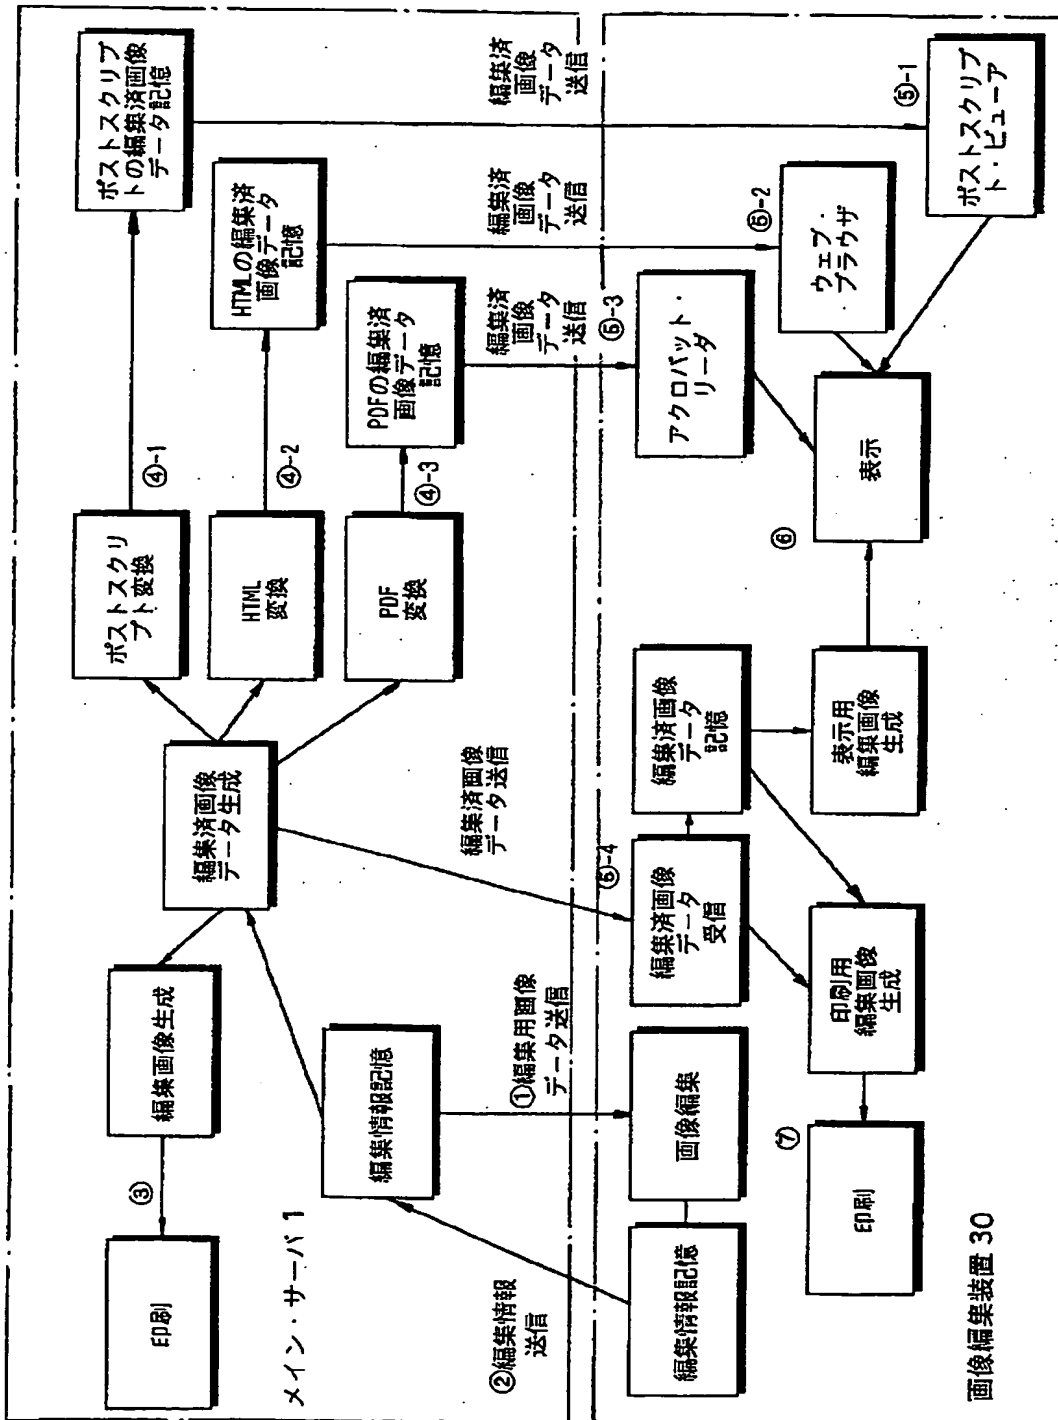 ポストスクリプ
トの編集済画像
データ記憶
HTMLの編集済
画像データ
記憶
PDFの編集済
画像データ
記憶
④-1
④-2
④-3
ポストスクリ
プト変換
HTML
変換
PDF
変換
編集済画像
データ生成
編集画像生成
③
印刷
編集情報記憶
メイン・サーバ1
編集済
画像
データ
送信
編集済
画像
データ
送信
編集済
画像
データ
送信
編集済画像
データ送信
①編集用画像
データ送信
②編集情報
送信
⑤-1
ポストスクリプ
ト・ビューア
⑤-2
ウェブ・
ブラウザ
⑤-3
アクロバット・
リーダ
⑥
表示
編集済画像
データ
記憶
表示用
編集画像
生成
⑤-4
編集済画像
データ
受信
印刷用
編集画像
生成
画像編集
⑦
印刷
編集情報記憶
画像編集装置30